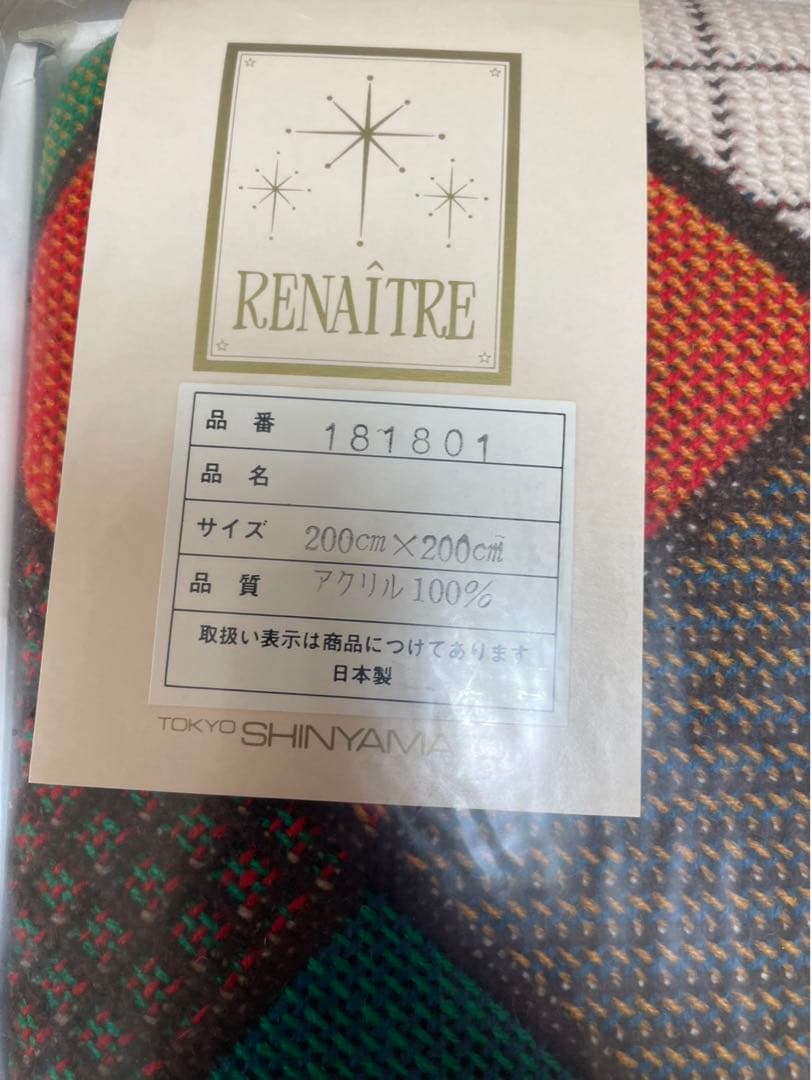 RENAÎTRE
品番 181801
品名
サイズ 200cm×200cm
品質 アクリル100%
取扱い表示は商品につけてあります
日本製
TOKYO SHINYAMA